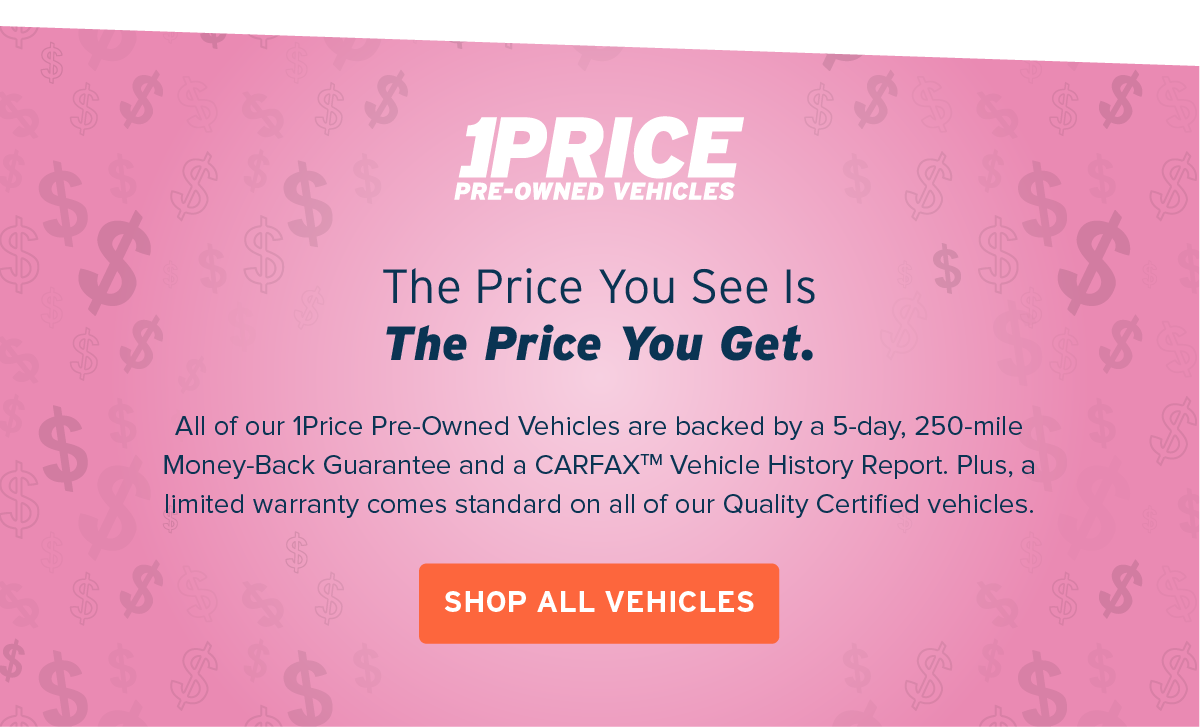 1PRICE
PRE-OWNED VEHICLES
The Price You See Is
The Price You Get.
All of our 1Price Pre-Owned Vehicles are backed by a 5-day, 250-mile
Money-Back Guarantee and a CARFAX™ Vehicle History Report. Plus, a
limited warranty comes standard on all of our Quality Certified vehicles.
SHOP ALL VEHICLES